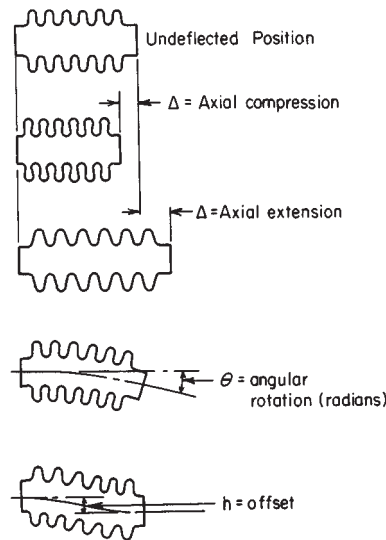 Undeflected Position
Δ = Axial compression
Δ=Axial extension
θ = angular
rotation (radians)
h = offset